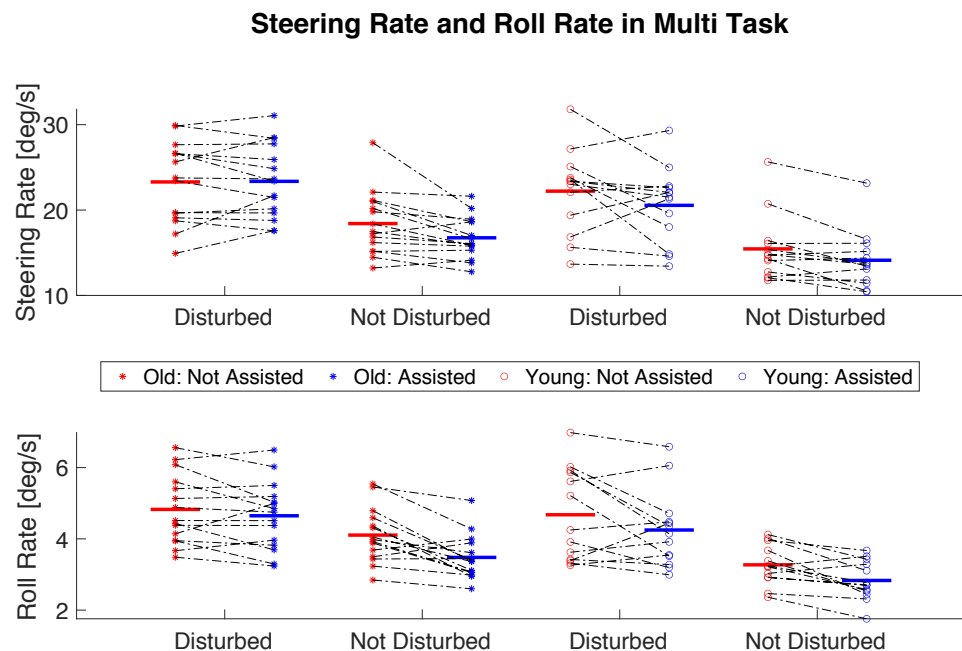 Steering Rate and Roll Rate in Multi Task
Steering Rate [deg/s]
30
20
10
Disturbed Not Disturbed Disturbed Not Disturbed
Old: Not Assisted Old: Assisted Young: Not Assisted Young: Assisted
Roll Rate [deg/s]
6
4
2
Disturbed Not Disturbed Disturbed Not Disturbed